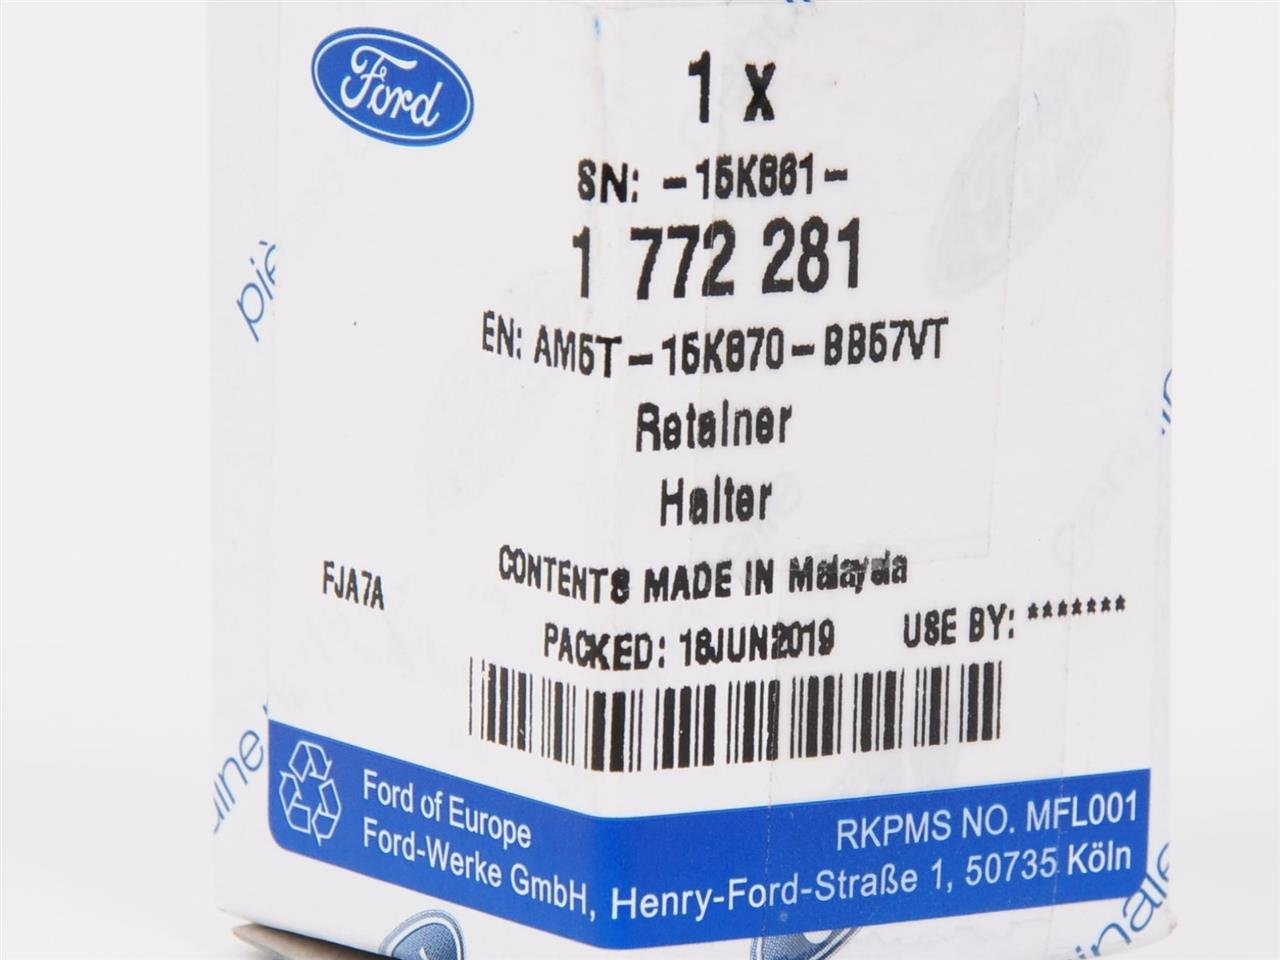 Ford
1 x
SN: -15K861-
1 772 281
EN: AM5T-15K870-BB57VT
Retainer
Halter
CONTENTS MADE IN Malaysia
FJA7A
PACKED: 18JUN2019
USE BY: *******
Ford of Europe
RKPMS NO. MFL001
Ford-Werke GmbH, Henry-Ford-Straße 1, 50735 Köln